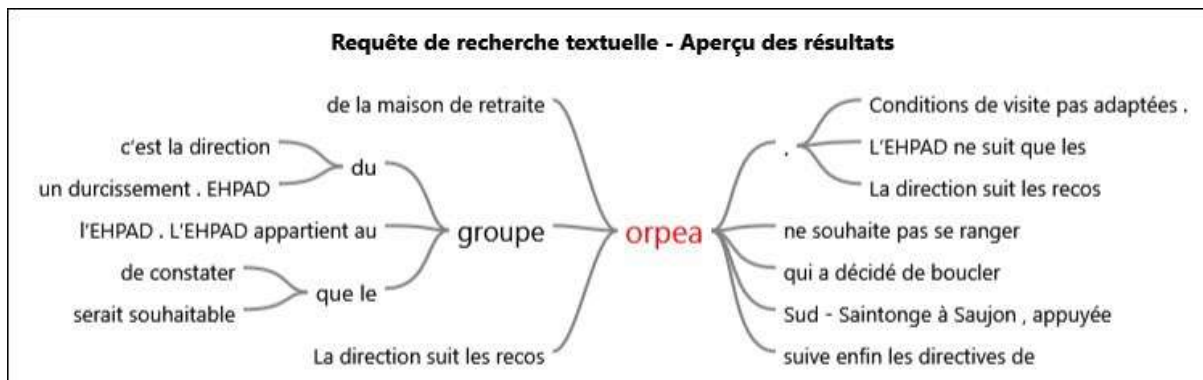 Requête de recherche textuelle - Aperçu des résultats
de la maison de retraite
c'est la direction
un durcissement . EHPAD
du
l'EHPAD . L'EHPAD appartient au
de constater
serait souhaitable
que le
groupe
La direction suit les recos
orpea
.
Conditions de visite pas adaptées .
L'EHPAD ne suit que les
La direction suit les recos
ne souhaite pas se ranger
qui a décidé de boucler
Sud - Saintonge à Saujon , appuyée
suive enfin les directives de